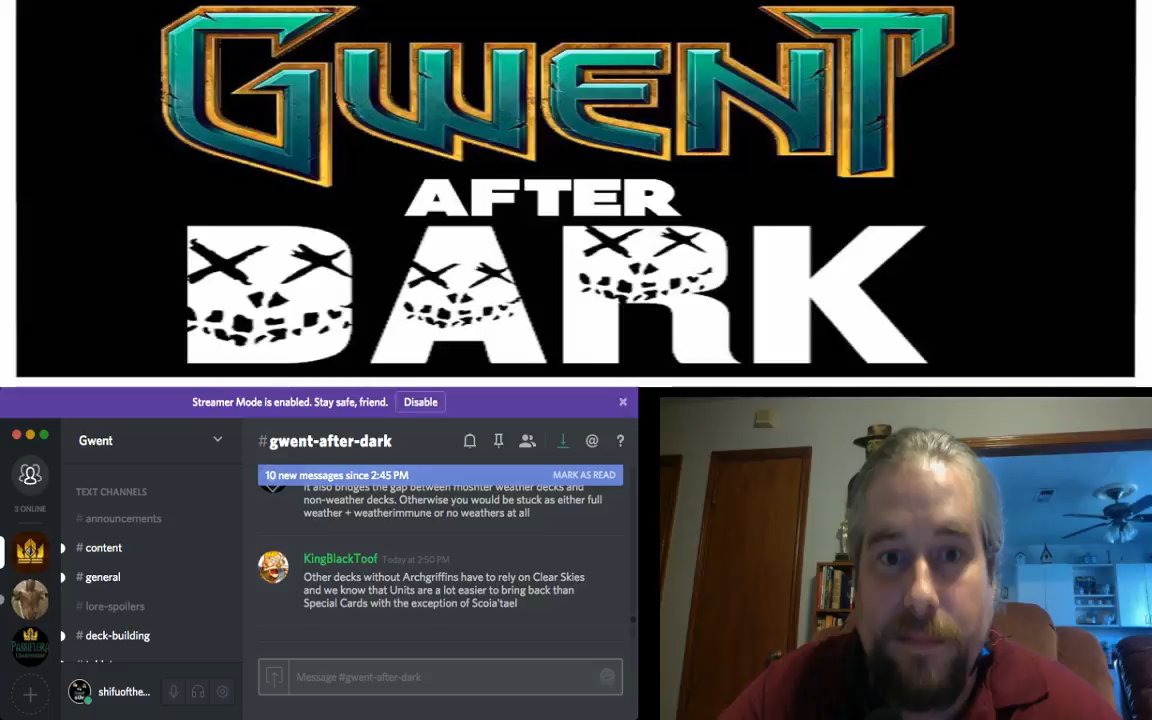 GWENT
AFTER
DARK
Streamer Mode is enabled. Stay safe, friend.
Disable
Gwent
#gwent-after-dark
10 new messages since 2:45 PM
MARK AS READ
It also bridges the gap between moshter weather decks and
non-weather decks. Otherwise you would be stuck as either full
weather + weatherimmune or no weathers at all
TEXT CHANNELS
3 ONLINE
# announcements
# content
# general
# lore-spoilers
# deck-building
KingBlackToof Today at 2:50 PM
Other decks without Archgriffins have to rely on Clear Skies
and we know that Units are a lot easier to bring back than
Special Cards with the exception of Scoia'tael
shifuofthe...
Message #gwent-after-dark